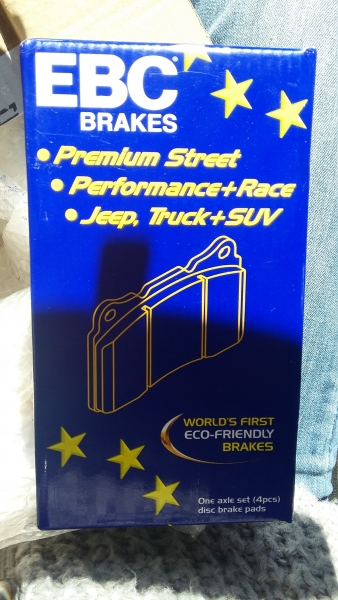 EBC
BRAKES
• Premium Street
• Performance+Race
• Jeep, Truck+SUV
WORLD'S FIRST
ECO-FRIENDLY
BRAKES
One axle set (4pcs)
disc brake pads